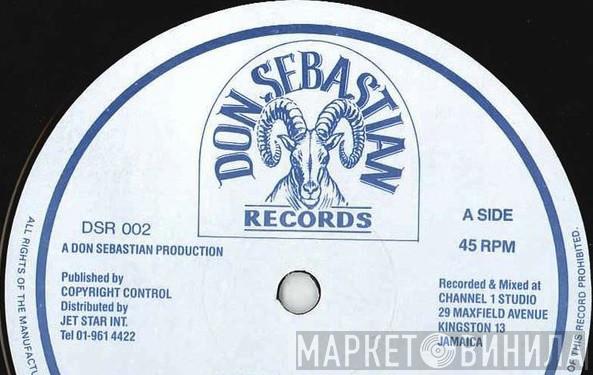 DON SEBASTIAN
RECORDS
DSR 002
A DON SEBASTIAN PRODUCTION
Published by
COPYRIGHT CONTROL
Distributed by
JET STAR INT.
Tel 01-961 4422
A SIDE
45 RPM
Recorded & Mixed at
CHANNEL 1 STUDIO
29 MAXFIELD AVENUE
KINGSTON 13
JAMAICA
ALL RIGHTS OF THE MANUFACTU
OF THIS RECORD PROHIBITED.
МАРКЕТ ВИНИЛА